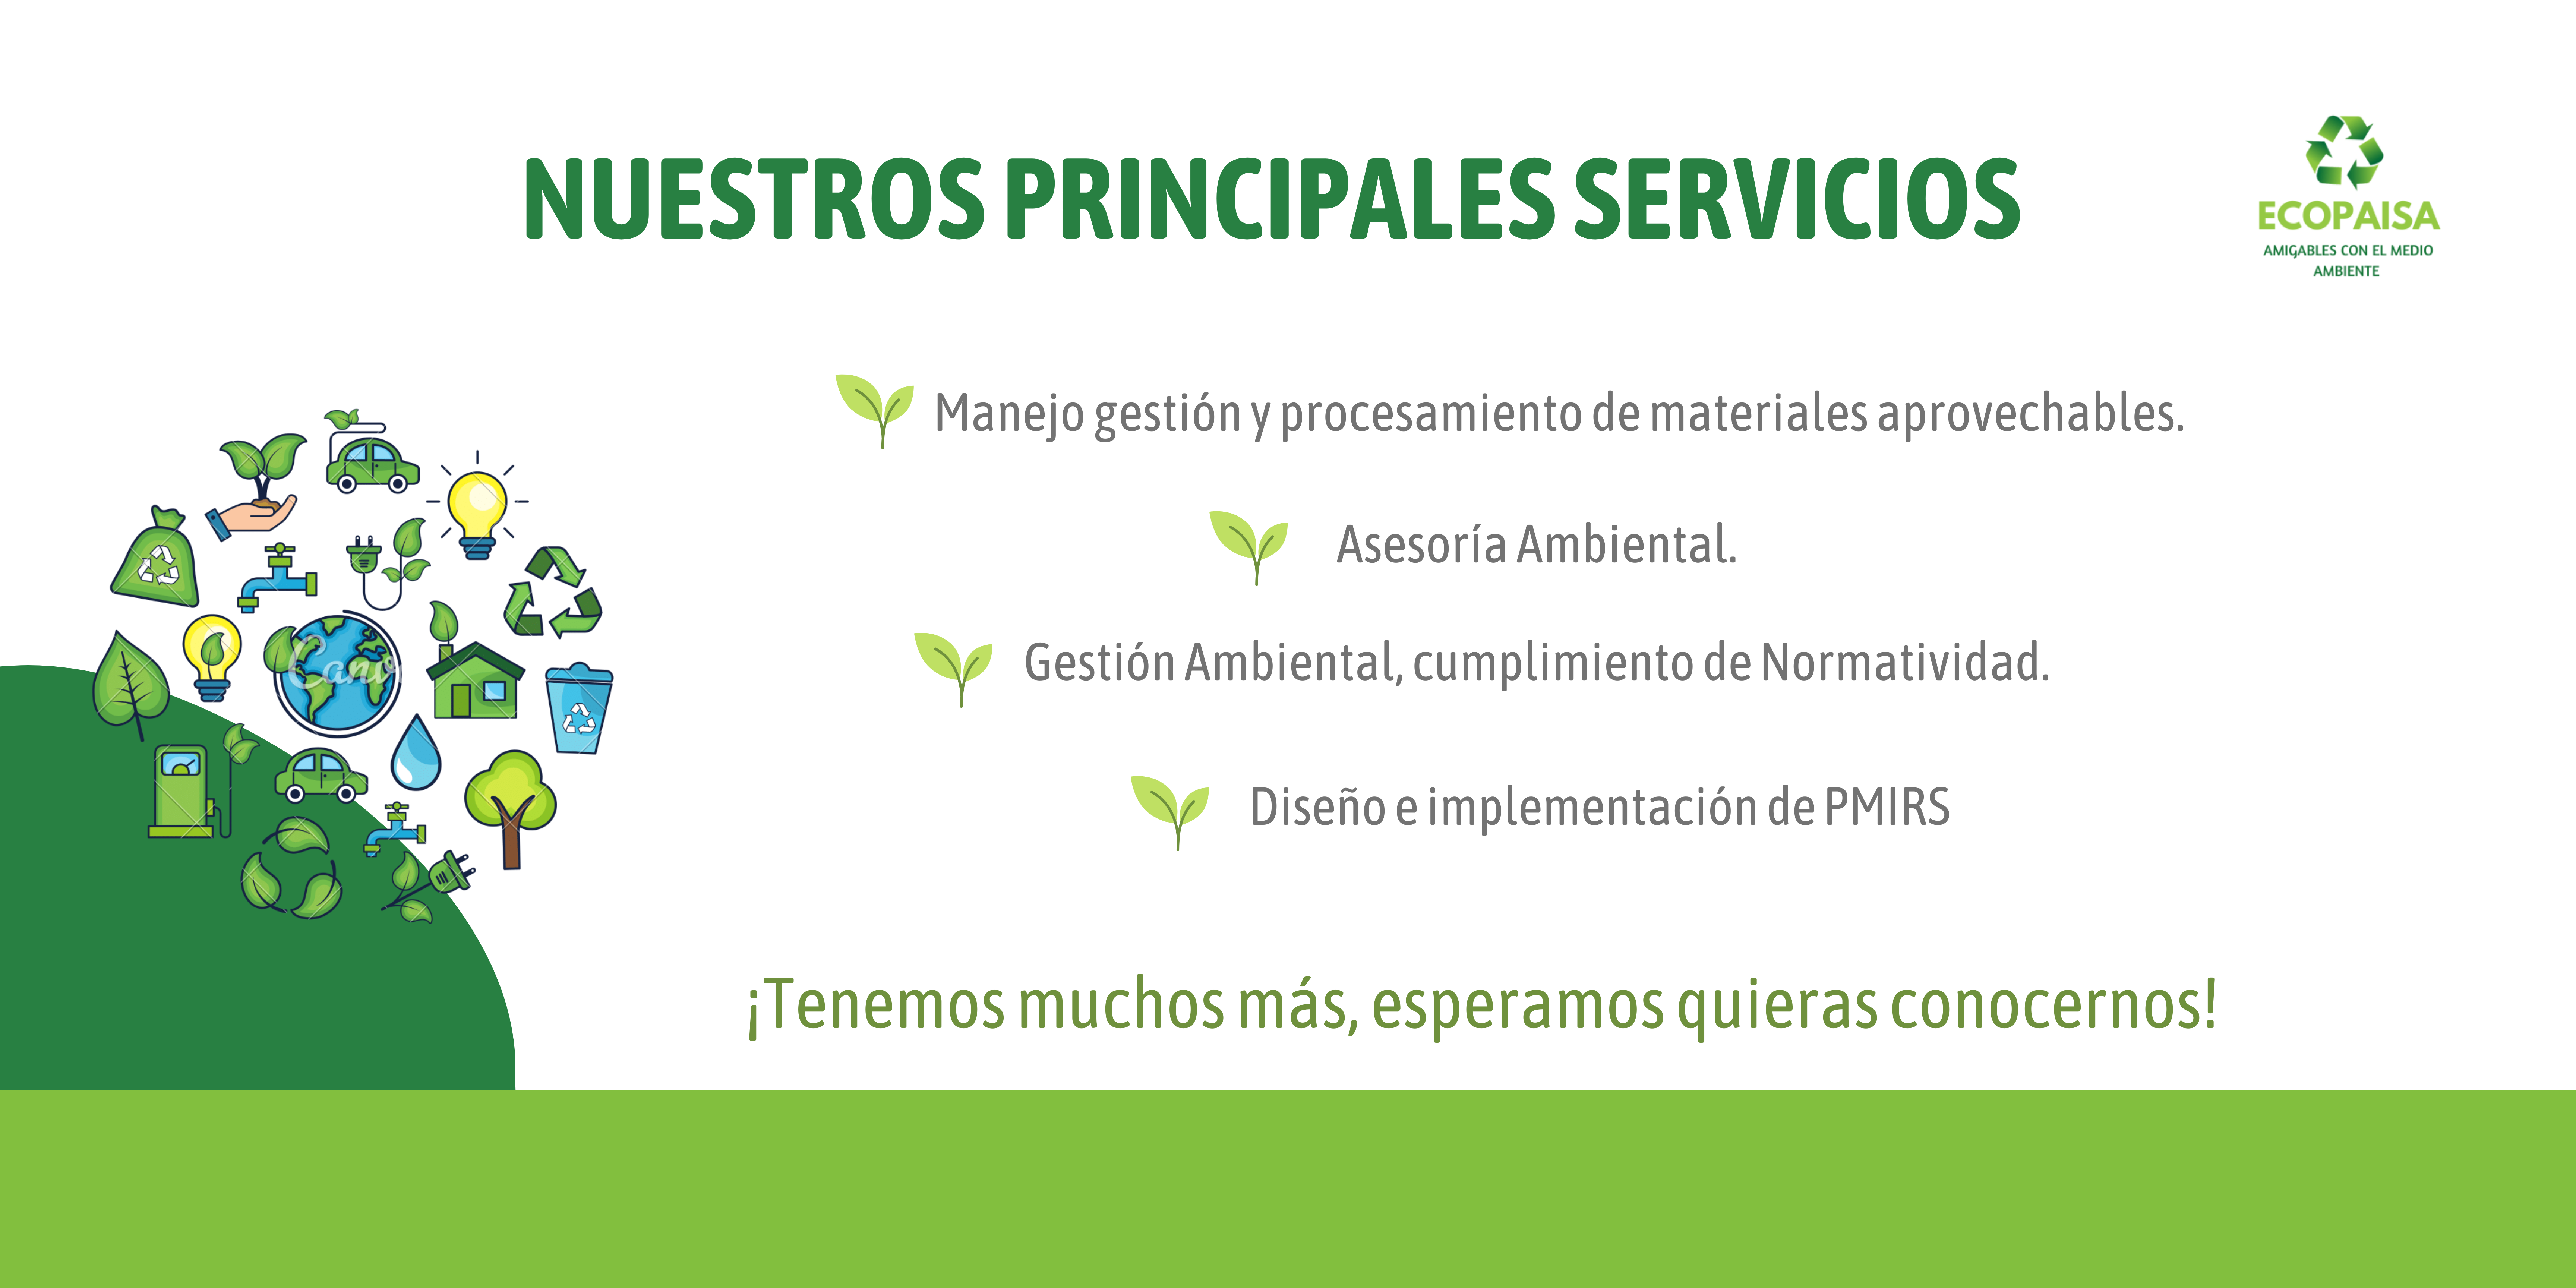 NUESTROS PRINCIPALES SERVICIOS
ECOPAISA
AMIGABLES CON EL MEDIO
AMBIENTE
Manejo gestión y procesamiento de materiales aprovechables.
Asesoría Ambiental.
Gestión Ambiental, cumplimiento de Normatividad.
Diseño e implementación de PMIRS
Canv
¡Tenemos muchos más, esperamos quieras conocernos!